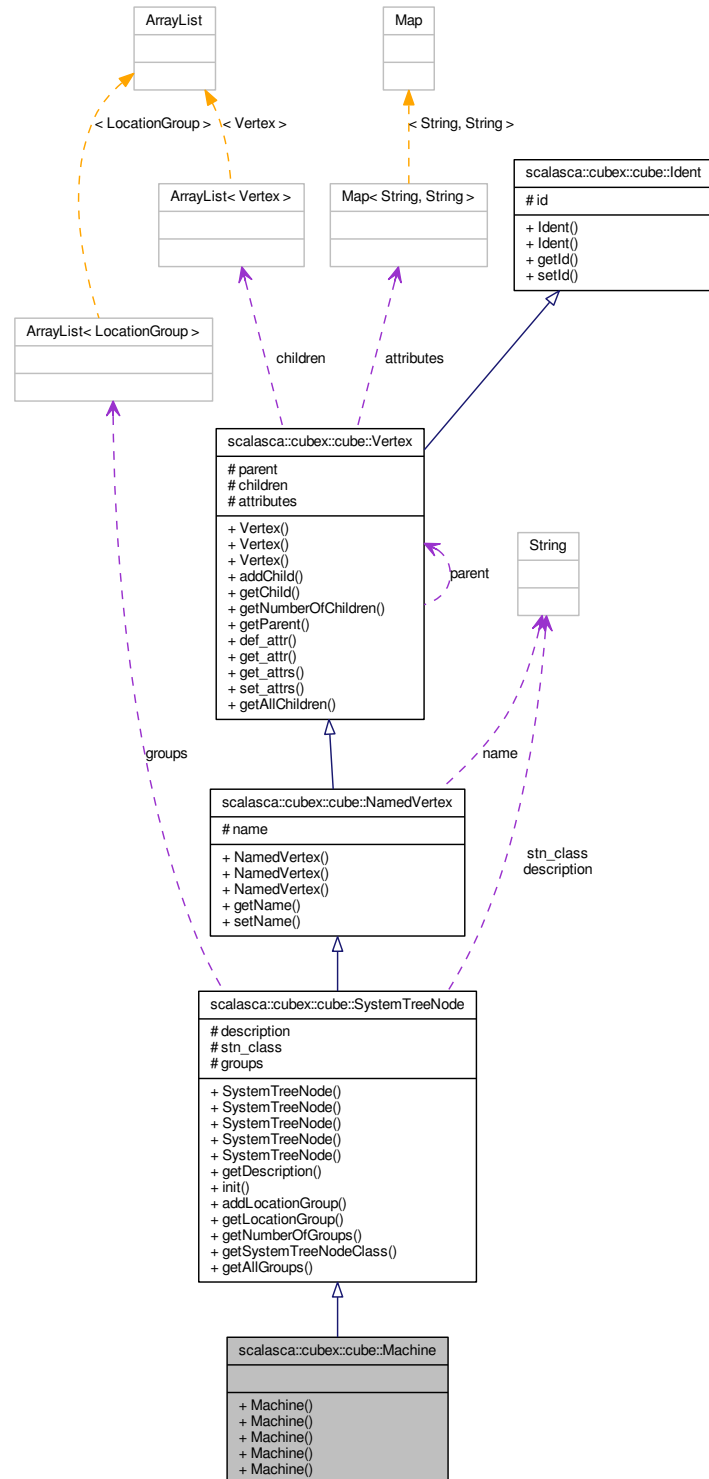 ArrayList
Map
< LocationGroup >
< Vertex >
< String, String >
scalasca::cubex::cube::Ident
# id
+ Ident()
+ Ident()
+ getId()
+ setId()
ArrayList< Vertex >
Map< String, String >
ArrayList< LocationGroup >
children
attributes
scalasca::cubex::cube::Vertex
# parent
# children
# attributes
+ Vertex()
+ Vertex()
+ Vertex()
+ addChild()
+ getChild()
+ getNumberOfChildren()
+ getParent()
+ def_attr()
+ get_attr()
+ get_attrs()
+ set_attrs()
+ getAllChildren()
parent
String
groups
name
scalasca::cubex::cube::NamedVertex
# name
+ NamedVertex()
+ NamedVertex()
+ NamedVertex()
+ getName()
+ setName()
stn_class
description
scalasca::cubex::cube::SystemTreeNode
# description
# stn_class
# groups
+ SystemTreeNode()
+ SystemTreeNode()
+ SystemTreeNode()
+ SystemTreeNode()
+ SystemTreeNode()
+ getDescription()
+ init()
+ addLocationGroup()
+ getLocationGroup()
+ getNumberOfGroups()
+ getSystemTreeNodeClass()
+ getAllGroups()
scalasca::cubex::cube::Machine
+ Machine()
+ Machine()
+ Machine()
+ Machine()
+ Machine()